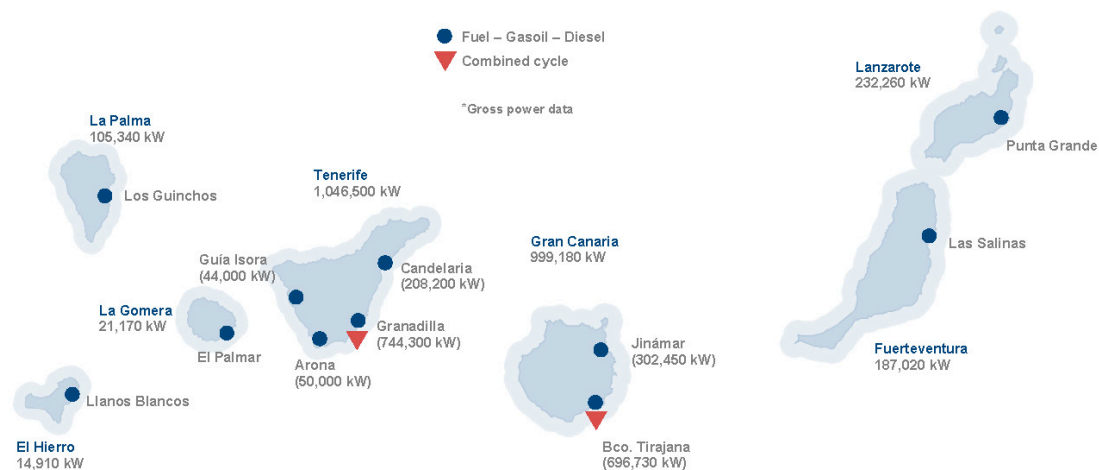 Fuel – Gasoil – Diesel
Combined cycle
*Gross power data
La Palma
105,340 kW
Los Guinchos
Tenerife
1,046,500 kW
Guía Isora
(44,000 kW)
Candelaria
(208,200 kW)
Granadilla
(744,300 kW)
Arona
(50,000 kW)
La Gomera
21,170 kW
El Palmar
Llanos Blancos
El Hierro
14,910 kW
Gran Canaria
999,180 kW
Jinámar
(302,450 kW)
Bco. Tirajana
(696,730 kW)
Lanzarote
232,260 kW
Punta Grande
Las Salinas
Fuerteventura
187,020 kW